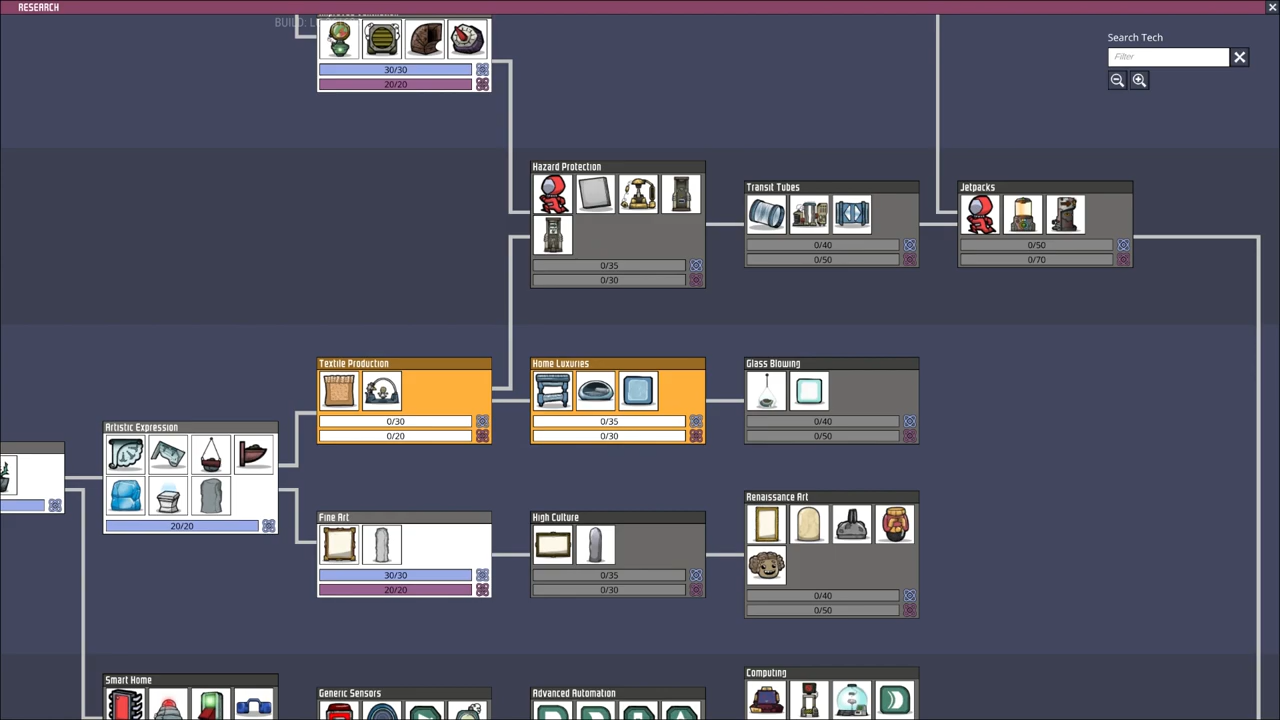 RESEARCH
BUILD: L
Search Tech
Filter
30/30
20/20
Hazard Protection
0/35
0/30
Transit Tubes
0/40
0/50
Jetpacks
0/50
0/70
Textile Production
0/30
0/20
Home Luxuries
0/35
0/30
Glass Blowing
0/40
0/50
Artistic Expression
20/20
Fine Art
30/30
20/20
High Culture
0/35
0/30
Renaissance Art
0/40
0/50
Smart Home
Generic Sensors
Advanced Automation
Computing